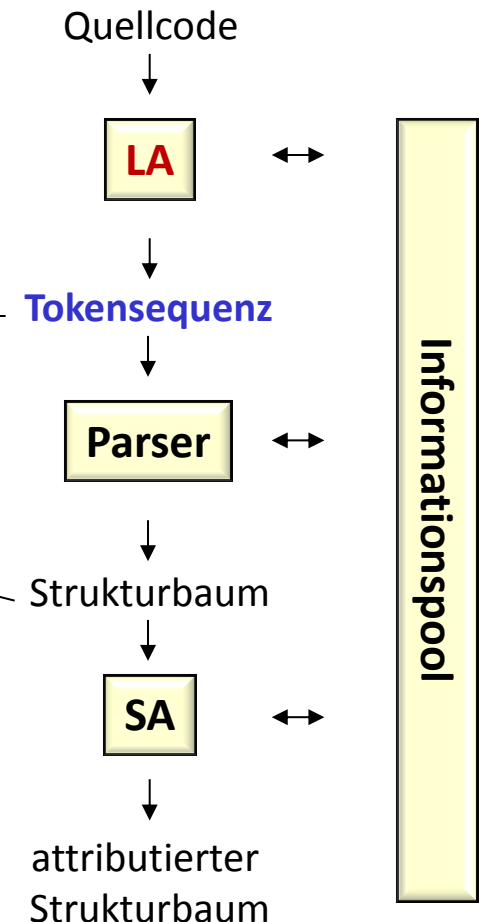 Quellcode
LA
Tokensequenz
Parser
Strukturbaum
SA
attributierter
Strukturbaum
Informationspool